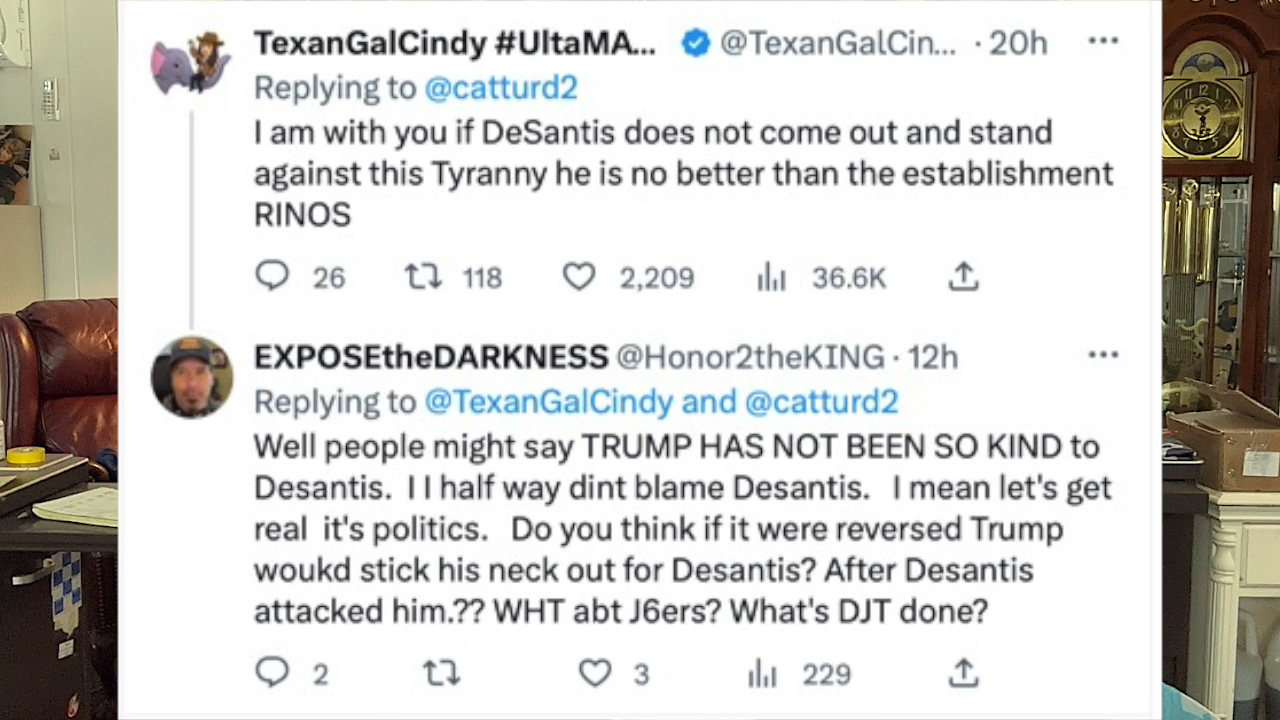 TexanGalCindy #UltaMA... @TexanGalCin... · 20h ...
Replying to @catturd2
I am with you if DeSantis does not come out and stand
against this Tyranny he is no better than the establishment
RINOS
26 118 2,209 36.6K
EXPOSEtheDARKNESS @Honor2theKING · 12h ...
Replying to @TexanGalCindy and @catturd2
Well people might say TRUMP HAS NOT BEEN SO KIND to
Desantis. I I half way dint blame Desantis. I mean let's get
real it's politics. Do you think if it were reversed Trump
woukd stick his neck out for Desantis? After Desantis
attacked him.?? WHT abt J6ers? What's DJT done?
2 3 229